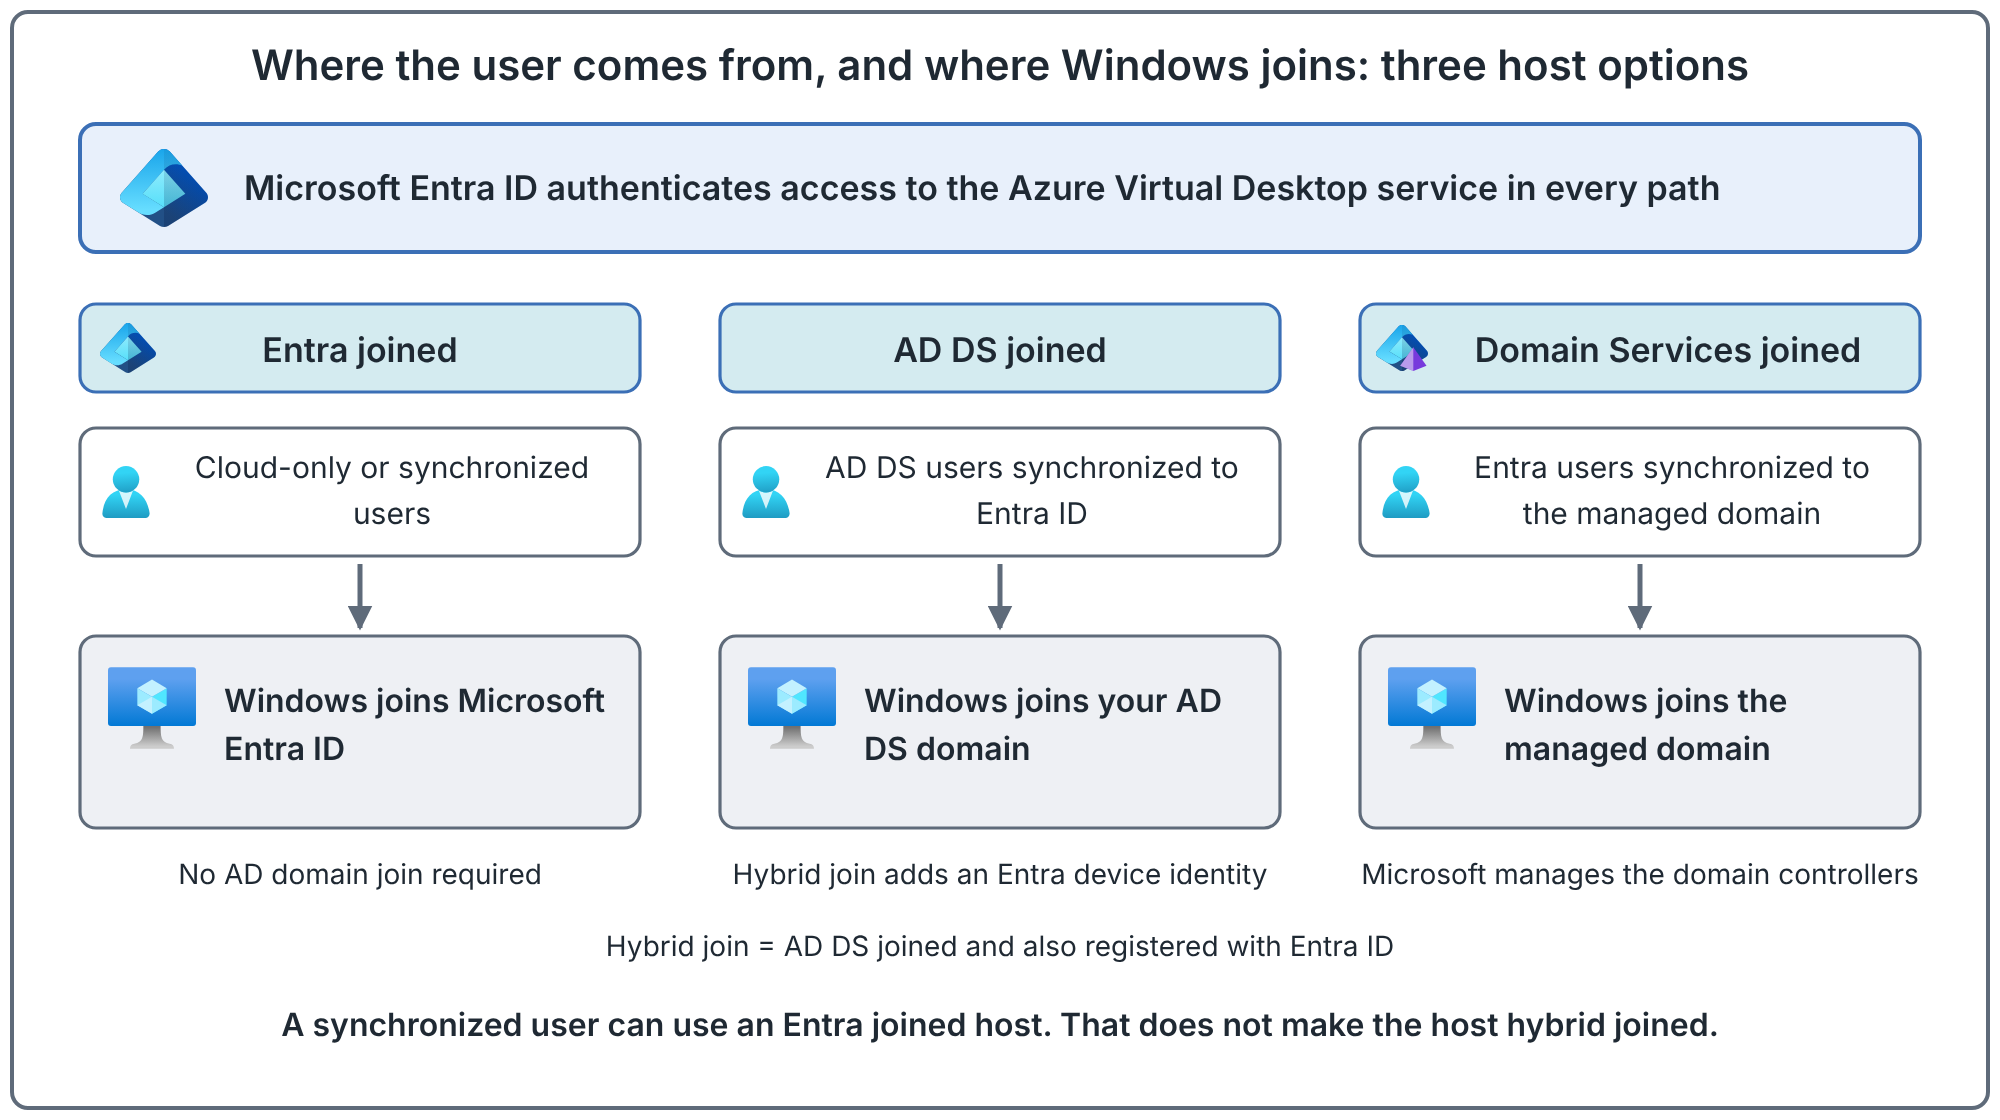 Where the user comes from, and where Windows joins: three host options
Microsoft Entra ID authenticates access to the Azure Virtual Desktop service in every path
Entra joined
Cloud-only or synchronized
users
Windows joins Microsoft
Entra ID
No AD domain join required
AD DS joined
AD DS users synchronized to
Entra ID
Windows joins your AD
DS domain
Hybrid join adds an Entra device identity
Domain Services joined
Entra users synchronized to
the managed domain
Windows joins the
managed domain
Microsoft manages the domain controllers
Hybrid join = AD DS joined and also registered with Entra ID
A synchronized user can use an Entra joined host. That does not make the host hybrid joined.